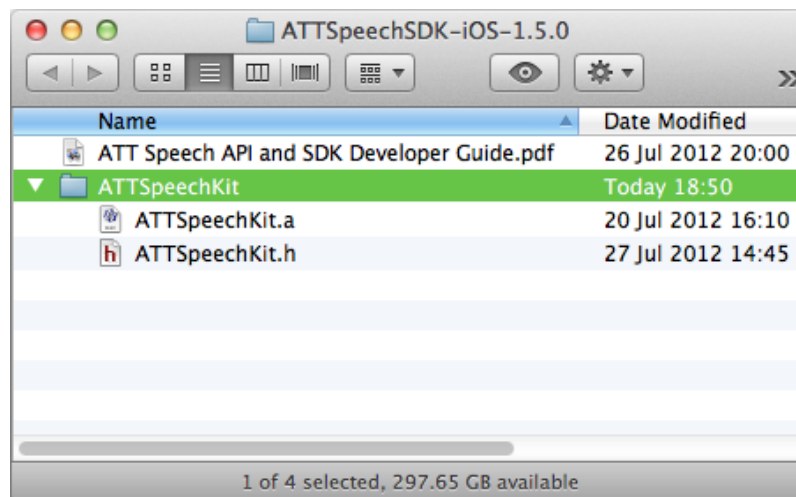 ATTSpeechSDK-iOS-1.5.0
Name Date Modified
ATT Speech API and SDK Developer Guide.pdf 26 Jul 2012 20:00
ATTSpeechKit Today 18:50
ATTSpeechKit.a 20 Jul 2012 16:10
h ATTSpeechKit.h 27 Jul 2012 14:45
1 of 4 selected, 297.65 GB available